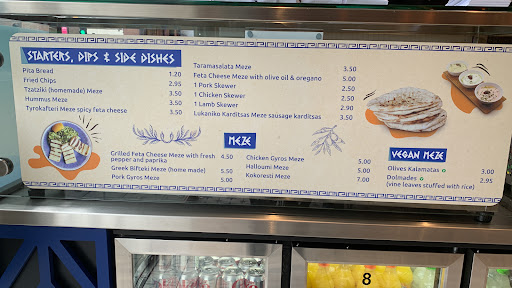 STARTERS, DIPS & SIDE DISHES
Pita Bread 1.20
Fried Chips 2.95
Tzataiki (homemade) Meze 3.50
Hummus Meze 3.50
Tyrokafteri Meze spicy feta cheese 3.50
Taramasalata Meze 3.50
Feta Cheese Meze with olive oil & oregano 5.00
1 Pork Skewer 2.50
1 Chicken Skewer 2.50
1 Lamb Skewer 2.90
Lukaniko Karditsas Meze sausage karditsas 3.50
MEZE
Grilled Feta Cheese Meze with fresh 4.50
pepper and paprika
Greek Bifteki Meze (home made) 5.50
Pork Gyros Meze 5.00
Chicken Gyros Meze 5.00
Halloumi Meze 5.00
Kokoresti Meze 7.00
VEGAN MEZE
Olives Kalamatas 3.00
Dolmades 2.95
(vine leaves stuffed with rice)
8